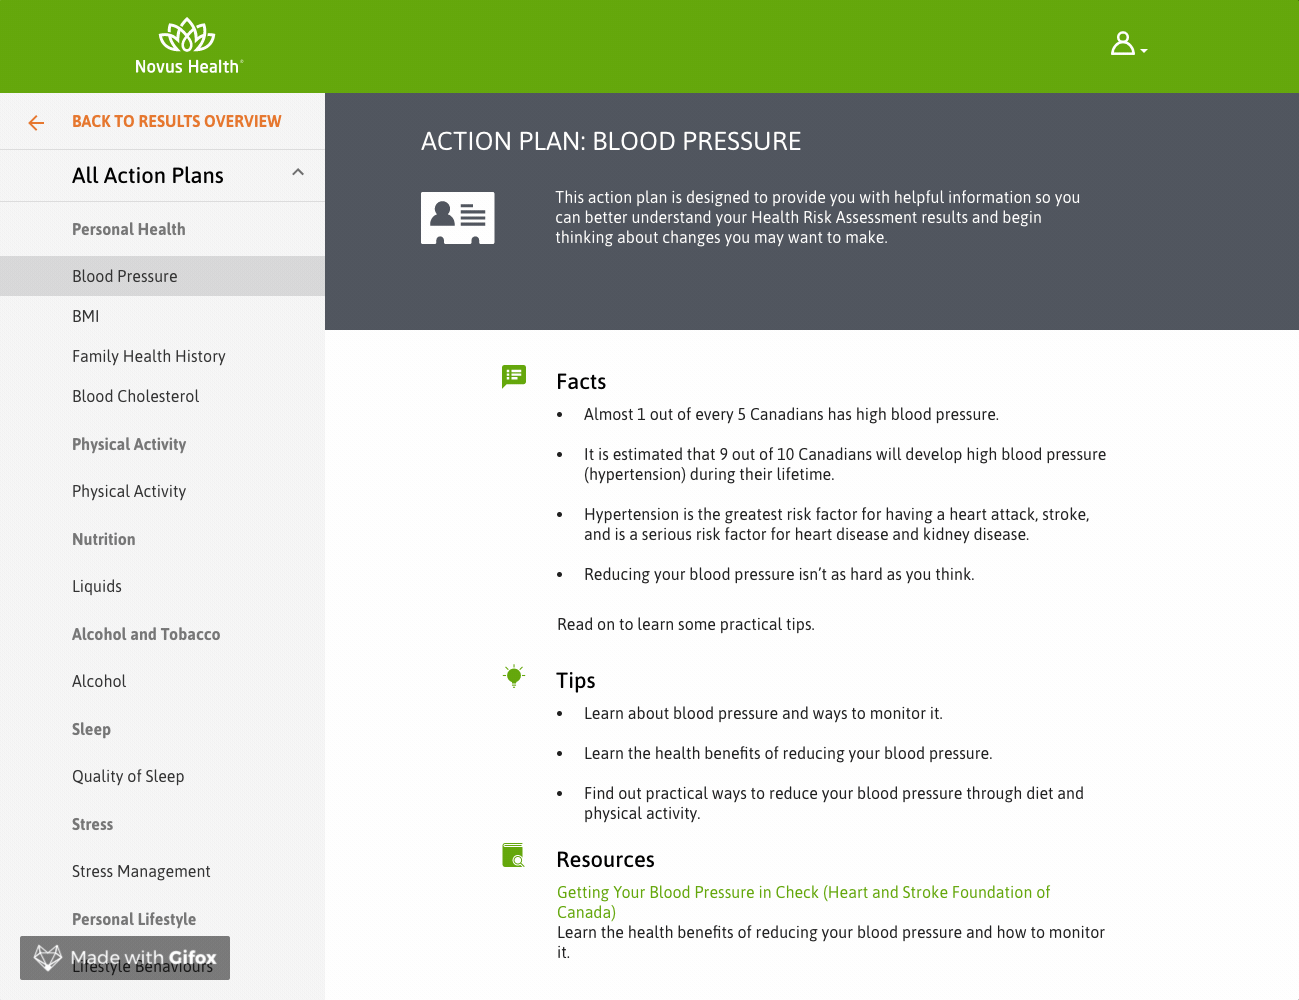 Novus Health®
BACK TO RESULTS OVERVIEW
All Action Plans
Personal Health
Blood Pressure
BMI
Family Health History
Blood Cholesterol
Physical Activity
Physical Activity
Nutrition
Liquids
Alcohol and Tobacco
Alcohol
Sleep
Quality of Sleep
Stress
Stress Management
Personal Lifestyle
Made with Gifox
Lifestyle Behaviours
ACTION PLAN: BLOOD PRESSURE
This action plan is designed to provide you with helpful information so you
can better understand your Health Risk Assessment results and begin
thinking about changes you may want to make.
Facts
• Almost 1 out of every 5 Canadians has high blood pressure.
• It is estimated that 9 out of 10 Canadians will develop high blood pressure
(hypertension) during their lifetime.
• Hypertension is the greatest risk factor for having a heart attack, stroke,
and is a serious risk factor for heart disease and kidney disease.
• Reducing your blood pressure isn’t as hard as you think.
Read on to learn some practical tips.
Tips
• Learn about blood pressure and ways to monitor it.
• Learn the health benefits of reducing your blood pressure.
• Find out practical ways to reduce your blood pressure through diet and
physical activity.
Resources
Getting Your Blood Pressure in Check (Heart and Stroke Foundation of
Canada)
Learn the health benefits of reducing your blood pressure and how to monitor
it.